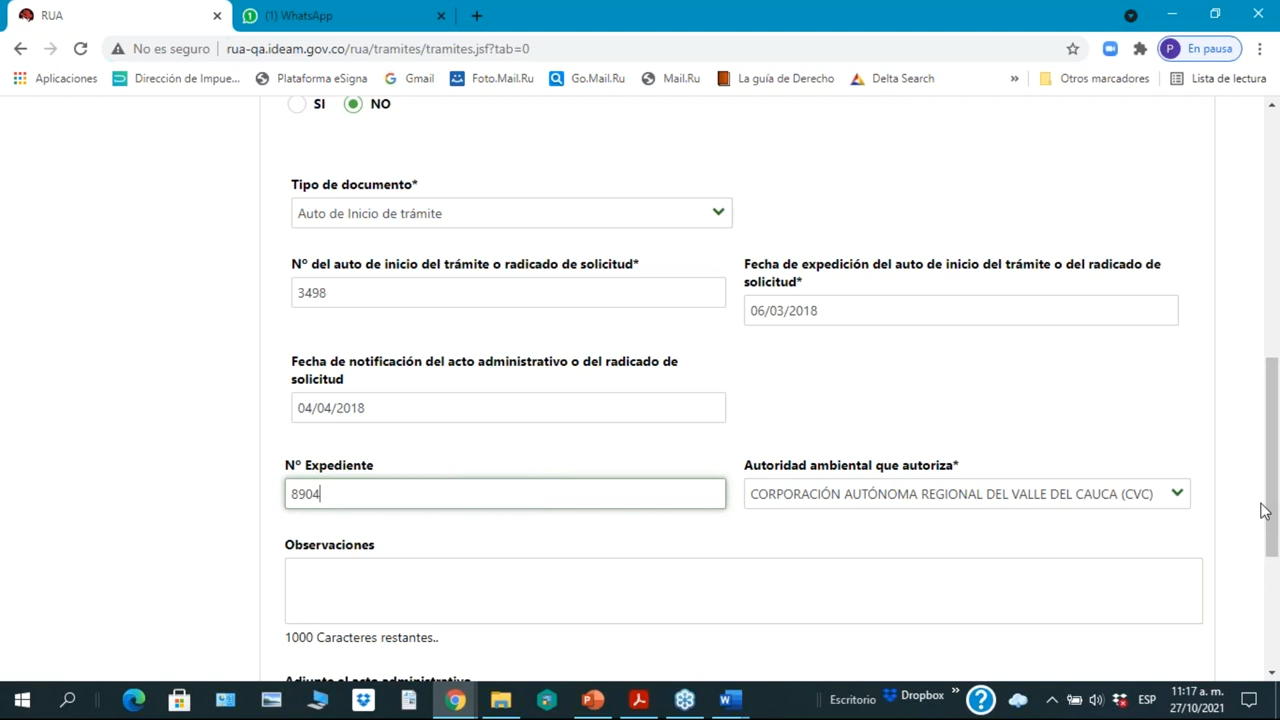 RUA
(1) WhatsApp
No es seguro
rua-qa.ideam.gov.co/rua/tramites/tramites.jsf?tab=0
P En pausa
Aplicaciones
Dirección de Impue...
Plataforma eSigna
Gmail
Foto.Mail.Ru
Go.Mail.Ru
Mail.Ru
La guía de Derecho
Delta Search
»
Otros marcadores
Lista de lectura
SI
NO
Tipo de documento*
Auto de Inicio de trámite
Nº del auto de inicio del trámite o radicado de solicitud*
3498
Fecha de expedición del auto de inicio del trámite o del radicado de
solicitud*
06/03/2018
Fecha de notificación del acto administrativo o del radicado de
solicitud
04/04/2018
Nº Expediente
8904
Autoridad ambiental que autoriza*
CORPORACIÓN AUTÓNOMA REGIONAL DEL VALLE DEL CAUCA (CVC)
Observaciones
1000 Caracteres restantes..
Adjunte el acto administrativo
Escritorio
Dropbox
»
ESP
11:17 a. m.
27/10/2021